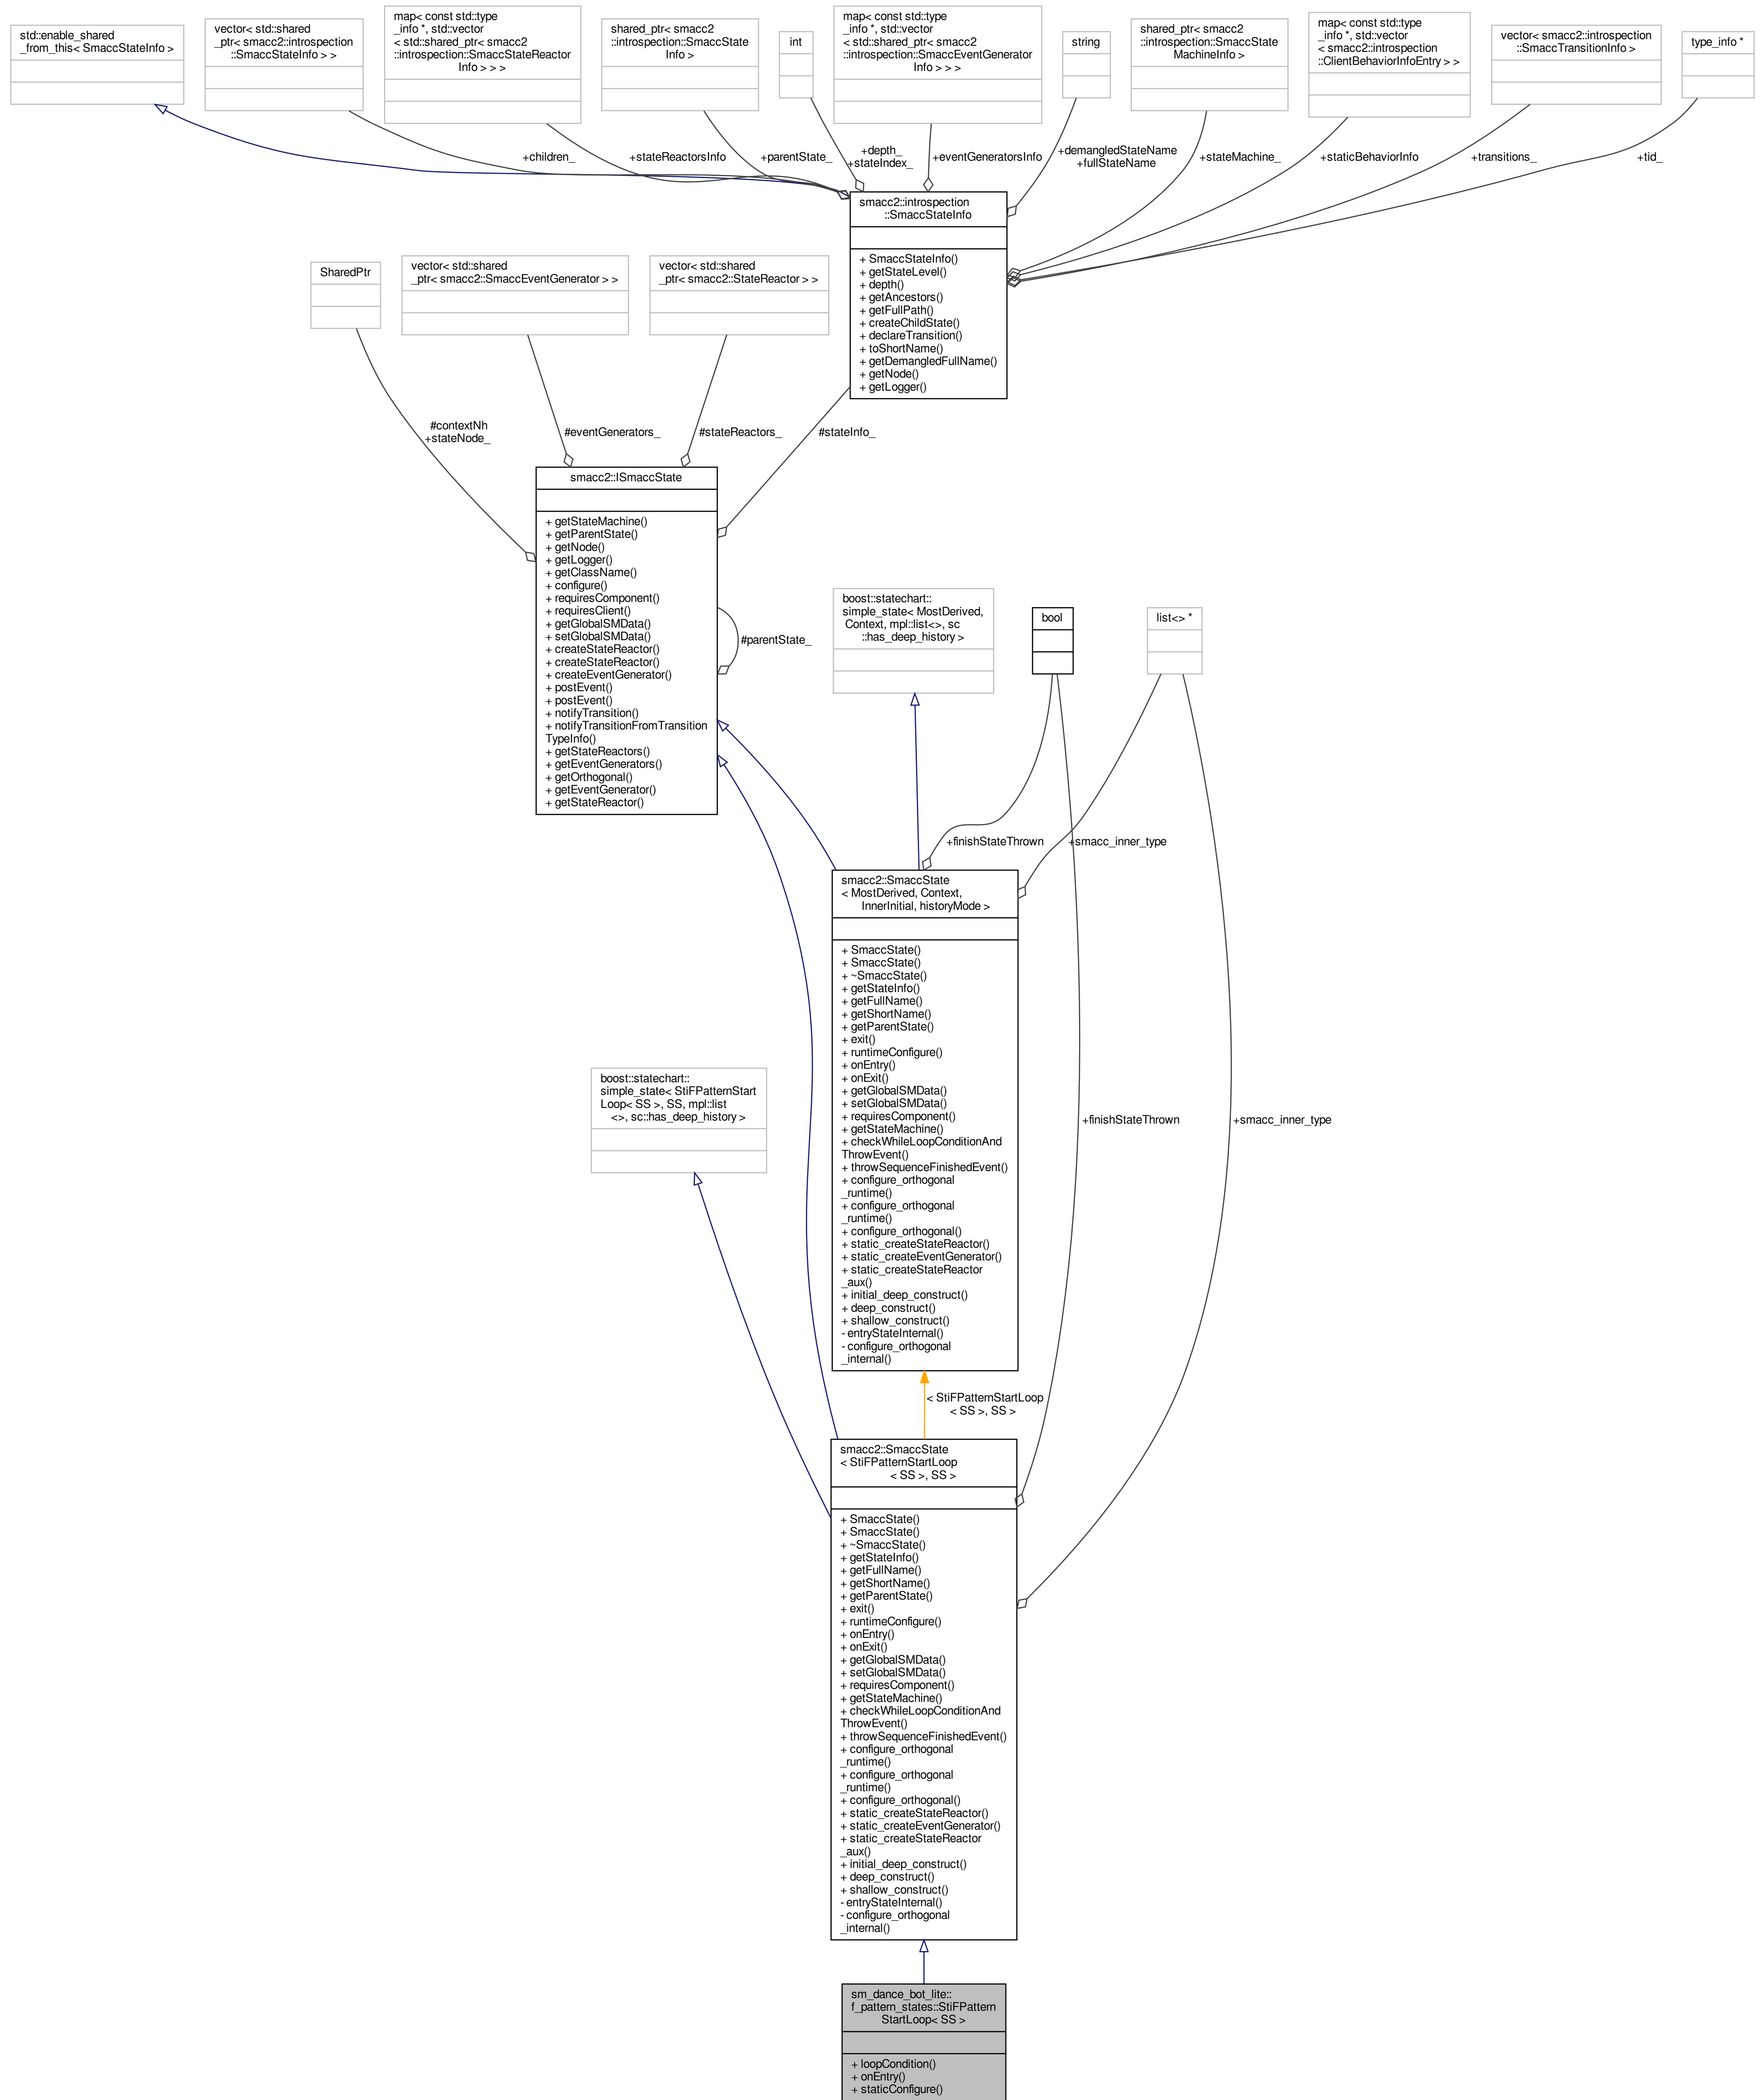 std::enable_shared
_from_this< SmaccStateInfo >
vector< std::shared
_ptr< smacc2::introspection
::SmaccStateInfo > >
map< const std::type
_info *, std::vector
< std::shared_ptr< smacc2
::introspection::SmaccStateReactor
Info > > >
shared_ptr< smacc2
::introspection::SmaccState
Info >
int
map< const std::type
_info *, std::vector
< std::shared_ptr< smacc2
::introspection::SmaccEventGenerator
Info > > >
string
shared_ptr< smacc2
::introspection::SmaccState
MachineInfo >
map< const std::type
_info *, std::vector
< smacc2::introspection
::ClientBehaviorInfoEntry > >
vector< smacc2::introspection
::SmaccTransitionInfo >
type_info *
+children_
+stateReactorsInfo
+parentState_
+depth_
+stateIndex_
+eventGeneratorsInfo
+demangledStateName
+fullStateName
+stateMachine_
+staticBehaviorInfo
+transitions_
+tid_
smacc2::introspection
::SmaccStateInfo
+ SmaccStateInfo()
+ getStateLevel()
+ depth()
+ getAncestors()
+ getFullPath()
+ createChildState()
+ declareTransition()
+ toShortName()
+ getDemangledFullName()
+ getNode()
+ getLogger()
SharedPtr
vector< std::shared
_ptr< smacc2::SmaccEventGenerator > >
vector< std::shared
_ptr< smacc2::StateReactor > >
#contextNh
+stateNode_
#eventGenerators_
#stateReactors_
#stateInfo_
smacc2::ISmaccState
+ getStateMachine()
+ getParentState()
+ getNode()
+ getLogger()
+ getClassName()
+ configure()
+ requiresComponent()
+ requiresClient()
+ getGlobalSMData()
+ setGlobalSMData()
+ createStateReactor()
+ createStateReactor()
+ createEventGenerator()
+ postEvent()
+ postEvent()
+ notifyTransition()
+ notifyTransitionFromTransition
TypeInfo()
+ getStateReactors()
+ getEventGenerators()
+ getOrthogonal()
+ getEventGenerator()
+ getStateReactor()
#parentState_
boost::statechart::
simple_state< MostDerived,
Context, mpl::list<>, sc
::has_deep_history >
bool
list<> *
+finishStateThrown
+smacc_inner_type
smacc2::SmaccState
< MostDerived, Context,
InnerInitial, historyMode >
+ SmaccState()
+ SmaccState()
+ ~SmaccState()
+ getStateInfo()
+ getFullName()
+ getShortName()
+ getParentState()
+ exit()
+ runtimeConfigure()
+ onEntry()
+ onExit()
+ getGlobalSMData()
+ setGlobalSMData()
+ requiresComponent()
+ getStateMachine()
+ checkWhileLoopConditionAnd
ThrowEvent()
+ throwSequenceFinishedEvent()
+ configure_orthogonal
_runtime()
+ configure_orthogonal
_runtime()
+ configure_orthogonal()
+ static_createStateReactor()
+ static_createEventGenerator()
+ static_createStateReactor
_aux()
+ initial_deep_construct()
+ deep_construct()
+ shallow_construct()
- entryStateInternal()
- configure_orthogonal
_internal()
boost::statechart::
simple_state< StiFPatternStart
Loop< SS >, SS, mpl::list
<>, sc::has_deep_history >
+finishStateThrown
+smacc_inner_type
< StiFPatternStartLoop
< SS >, SS >
smacc2::SmaccState
< StiFPatternStartLoop
< SS >, SS >
+ SmaccState()
+ SmaccState()
+ ~SmaccState()
+ getStateInfo()
+ getFullName()
+ getShortName()
+ getParentState()
+ exit()
+ runtimeConfigure()
+ onEntry()
+ onExit()
+ getGlobalSMData()
+ setGlobalSMData()
+ requiresComponent()
+ getStateMachine()
+ checkWhileLoopConditionAnd
ThrowEvent()
+ throwSequenceFinishedEvent()
+ configure_orthogonal
_runtime()
+ configure_orthogonal
_runtime()
+ configure_orthogonal()
+ static_createStateReactor()
+ static_createEventGenerator()
+ static_createStateReactor
_aux()
+ initial_deep_construct()
+ deep_construct()
+ shallow_construct()
- entryStateInternal()
- configure_orthogonal
_internal()
sm_dance_bot_lite::
f_pattern_states::StiFPattern
StartLoop< SS >
+ loopCondition()
+ onEntry()
+ staticConfigure()